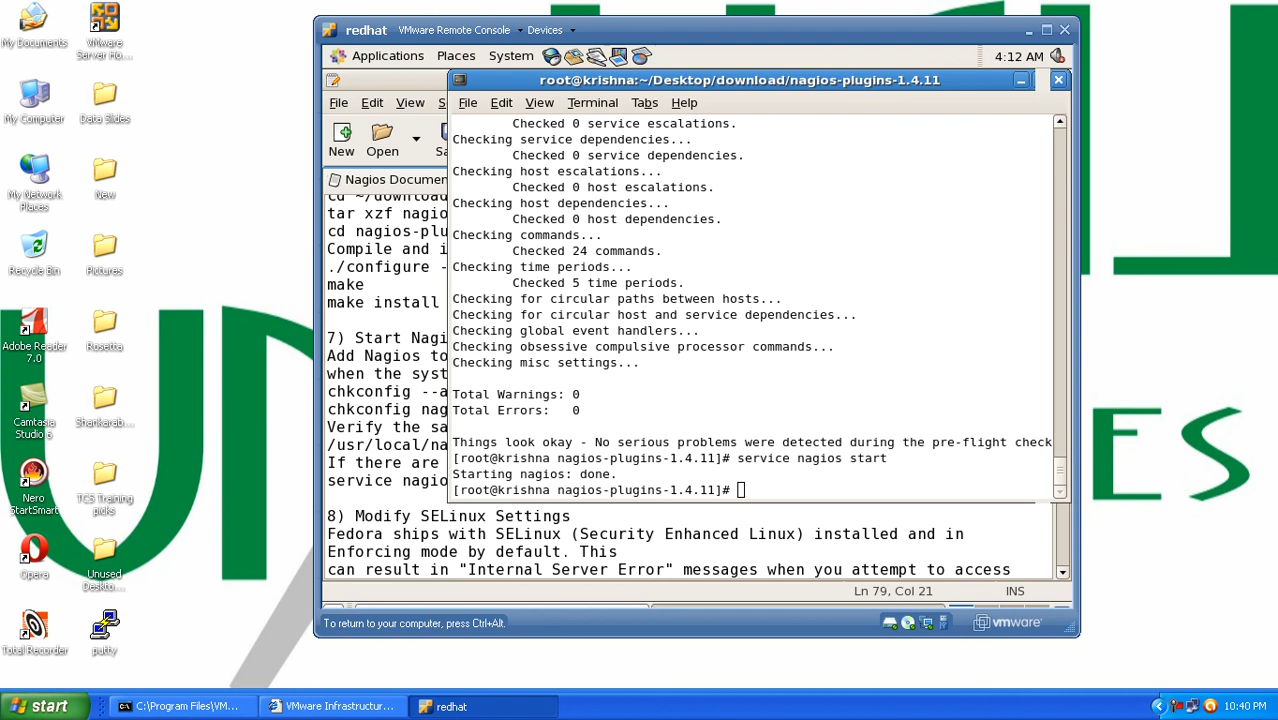 My Documents
VMware Server Ho...
My Computer
Data Slides
My Network Places
New
Recycle Bin
Pictures
Adobe Reader 7.0
Rosetta
Camtasia Studio 6
Shankarab...
Nero StartSmart
TCS Training picks
Opera
Unused Deskto...
Total Recorder
putty
redhat VMware Remote Console Devices
Applications Places System 4:12 AM
root@krishna:~/Desktop/download/nagios-plugins-1.4.11
File Edit View S
File Edit View Terminal Tabs Help
New Open Sa
Nagios Documen
cd ~/download
tar xzf nagio
cd nagios-plu
Compile and i
./configure -
make
make install
7) Start Nagi
Add Nagios to
when the syst
chkconfig --a
chkconfig nag
Verify the sa
/usr/local/na
If there are
service nagio
Checked 0 service escalations.
Checking service dependencies...
Checked 0 service dependencies.
Checking host escalations...
Checked 0 host escalations.
Checking host dependencies...
Checked 0 host dependencies.
Checking commands...
Checked 24 commands.
Checking time periods...
Checked 5 time periods.
Checking for circular paths between hosts...
Checking for circular host and service dependencies...
Checking global event handlers...
Checking obsessive compulsive processor commands...
Checking misc settings...
Total Warnings: 0
Total Errors:   0
Things look okay - No serious problems were detected during the pre-flight check
[root@krishna nagios-plugins-1.4.11]# service nagios start
Starting nagios: done.
[root@krishna nagios-plugins-1.4.11]#
8) Modify SELinux Settings
Fedora ships with SELinux (Security Enhanced Linux) installed and in
Enforcing mode by default. This
can result in "Internal Server Error" messages when you attempt to access
Ln 79, Col 21 INS
To return to your computer, press Ctrl+Alt.
vmware
start
C:\Program Files\VM...
VMware Infrastructur...
redhat
10:40 PM